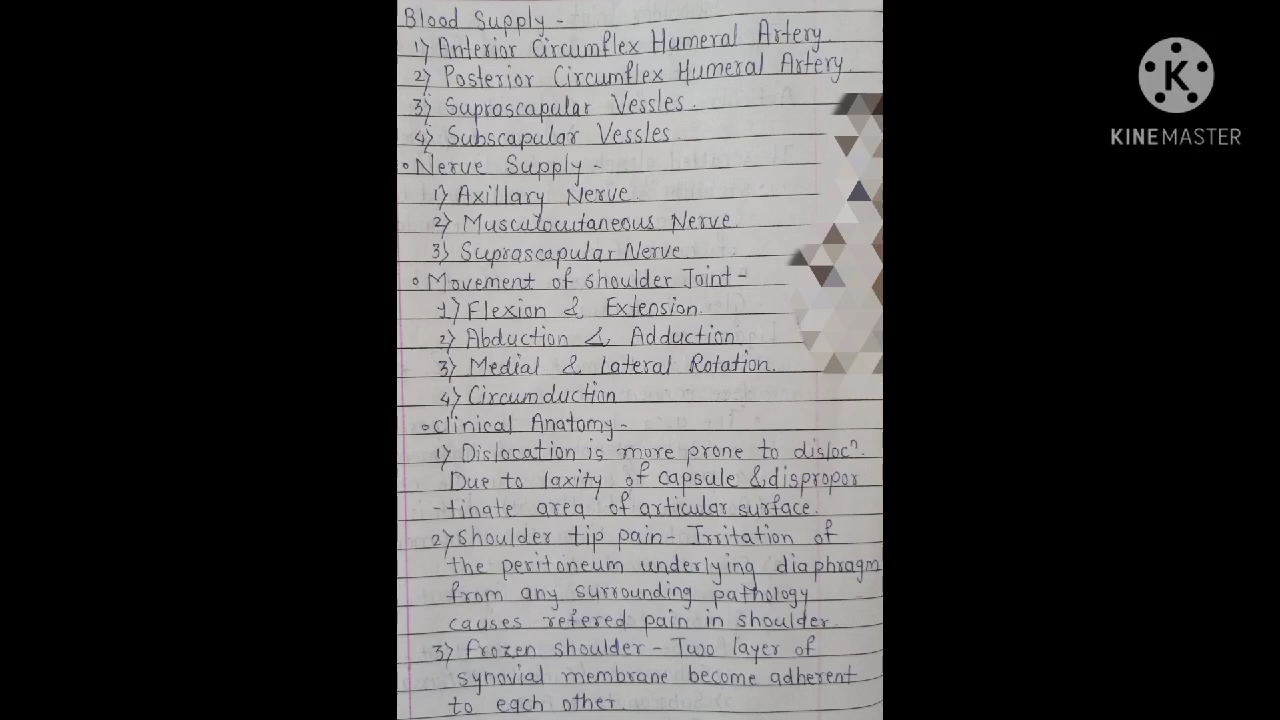 Blood Supply -
1) Anterior Circumflex Humeral Artery.
2) Posterior Circumflex Humeral Artery.
3) Suprascapular Vessles.
4) Subscapular Vessles.
• Nerve Supply -
1) Axillary Nerve.
2) Musculocutaneous Nerve.
3) Suprascapular Nerve.
• Movement of shoulder Joint -
1) Flexion & Extension.
2) Abduction & Adduction.
3) Medial & lateral Rotation.
4) Circumduction
• Clinical Anatomy -
1) Dislocation is more prone to disloc^n.
Due to laxity of capsule & dispropor
-tinate area of articular surface.
2) Shoulder tip pain - Irritation of
the peritoneum underlying diaphragm
from any surrounding pathology
causes refered pain in shoulder.
3) frozen shoulder - Two layer of
synovial membrane become adherent
to each other.
K
KINEMASTER